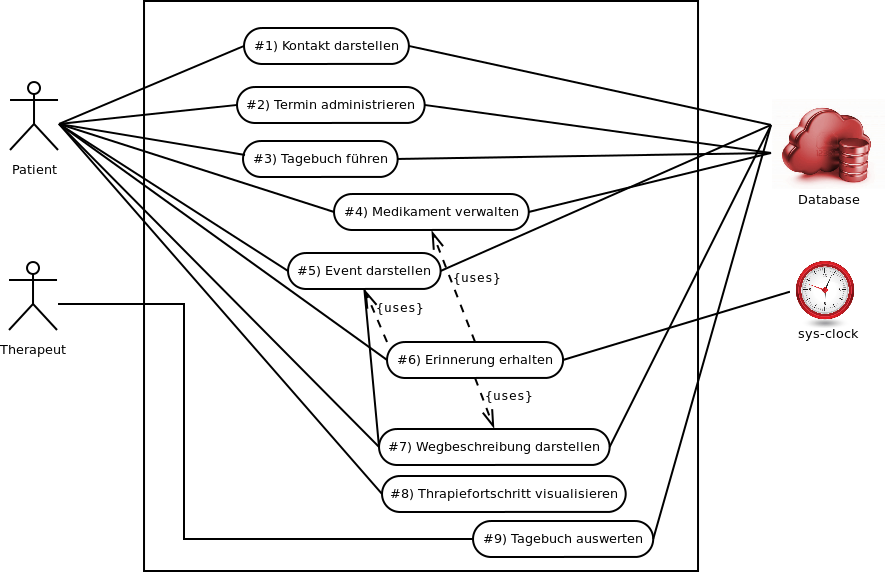 #1) Kontakt darstellen
#2) Termin administrieren
#3) Tagebuch führen
Patient
Database
#4) Medikament verwalten
#5) Event darstellen
{uses}
{uses}
sys-clock
Therapeut
#6) Erinnerung erhalten
{uses}
#7) Wegbeschreibung darstellen
#8) Thrapiefortschritt visualisieren
#9) Tagebuch auswerten